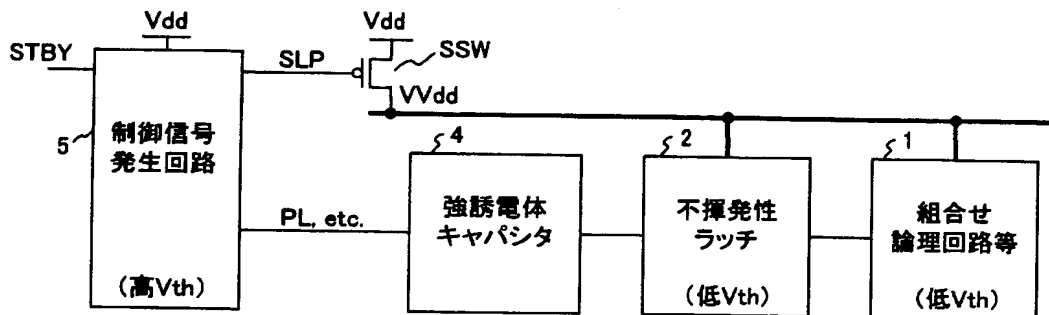 Vdd
STBY
SLP
Vdd
SSW
VVdd
5
制御信号
発生回路
(高Vth)
PL, etc.
4
強誘電体
キャパシタ
2
不揮発性
ラッチ
(低Vth)
1
組合せ
論理回路等
(低Vth)